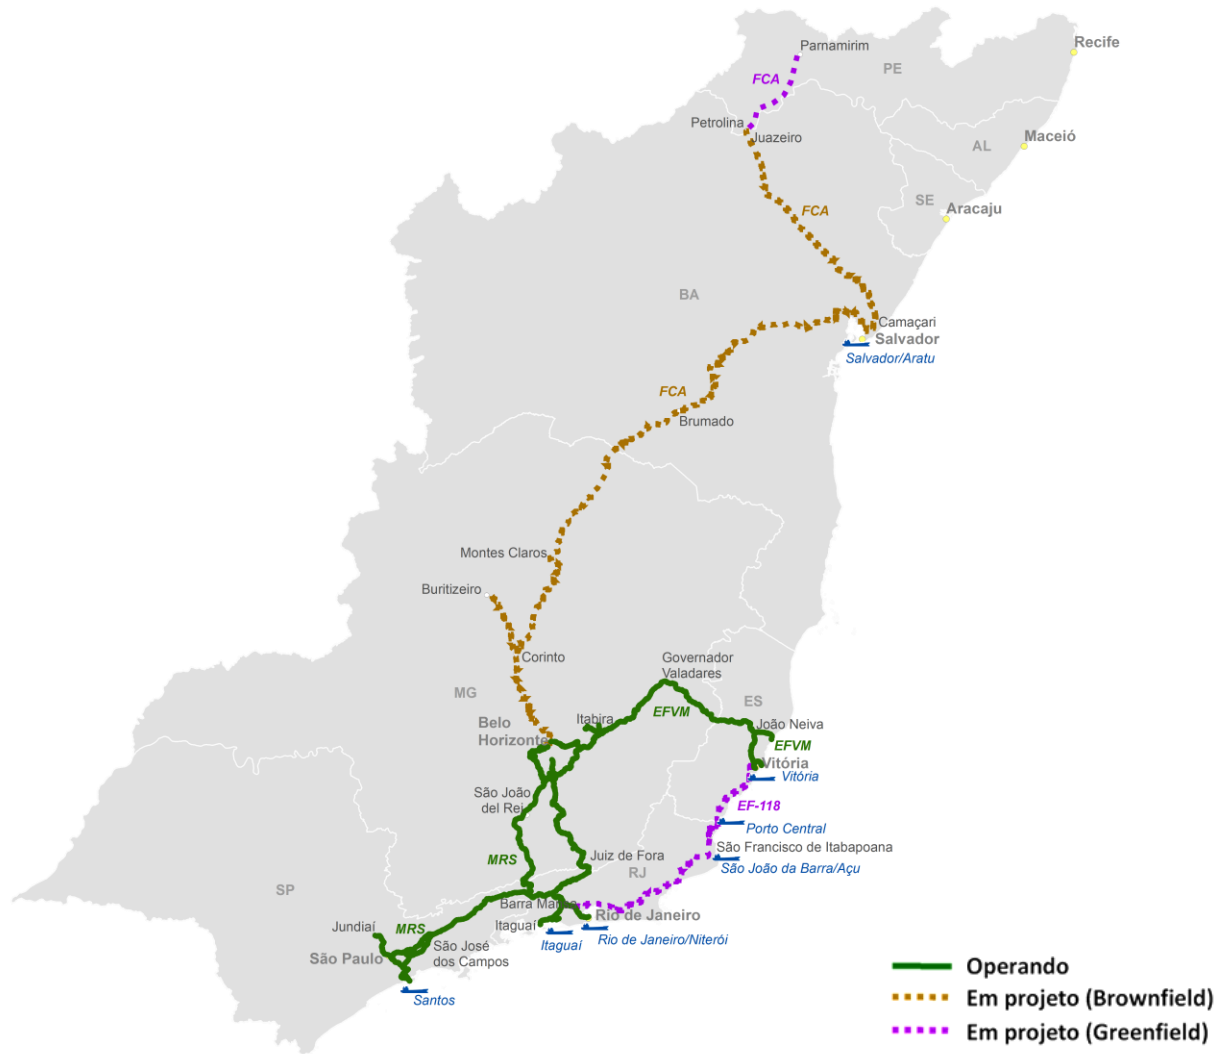 Recife
Parnamirim
PE
FCA
Petrolina
Juazeiro
Maceió
AL
SE
Aracaju
FCA
BA
Camaçari
Salvador
Salvador/Aratu
FCA
Brumado
Montes Claros
Buritizeiro
Corinto
Governador
Valadares
MG
ES
EFVM
Itabira
Belo
Horizonte
João Neiva
EFVM
Vitória
Vitória
São João
del Rei
EF-118
Porto Central
São Francisco de Itabapoana
São João da Barra/Açu
MRS
Juiz de Fora
RJ
SP
Barra Mansa
Rio de Janeiro
Jundiaí
MRS
Itaguaí
Itaguaí
Rio de Janeiro/Niterói
São Paulo
São José
dos Campos
Santos
Operando
Em projeto (Brownfield)
Em projeto (Greenfield)